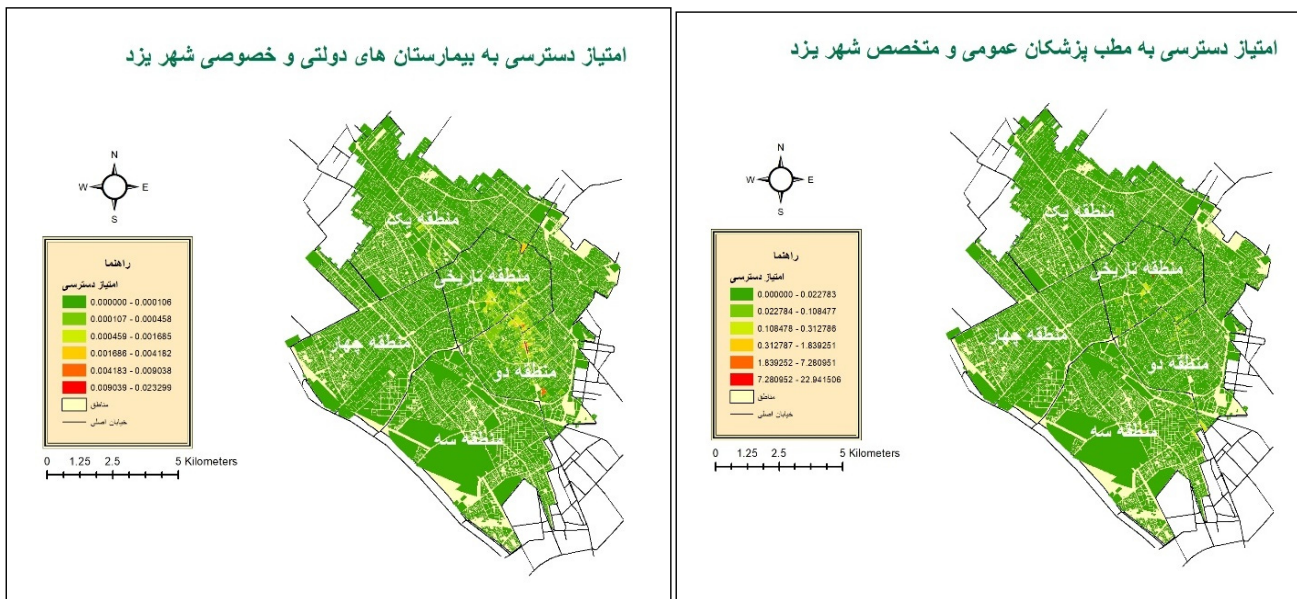 امتیاز دسترسی به بیمارستان های دولتی و خصوصی شهر یزد
N
W E
S
راهنما
امتیاز دسترسی
0.000000 - 0.000106
0.000107 - 0.000458
0.000459 - 0.001685
0.001686 - 0.004182
0.004183 - 0.009038
0.009039 - 0.023299
مناطق
خیابان اصلی
0 1.25 2.5 5 Kilometers
منطقه یک
منطقه تاریخی
منطقه چهار
منطقه دو
منطقه سه
امتیاز دسترسی به مطب پزشکان عمومی و متخصص شهر یزد
N
W E
S
راهنما
امتیاز دسترسی
0.000000 - 0.022783
0.022784 - 0.108477
0.108478 - 0.312786
0.312787 - 1.839251
1.839252 - 7.280951
7.280952 - 22.941506
مناطق
خیابان اصلی
0 1.25 2.5 5 Kilometers
منطقه یک
منطقه تاریخی
منطقه چهار
منطقه دو
منطقه سه